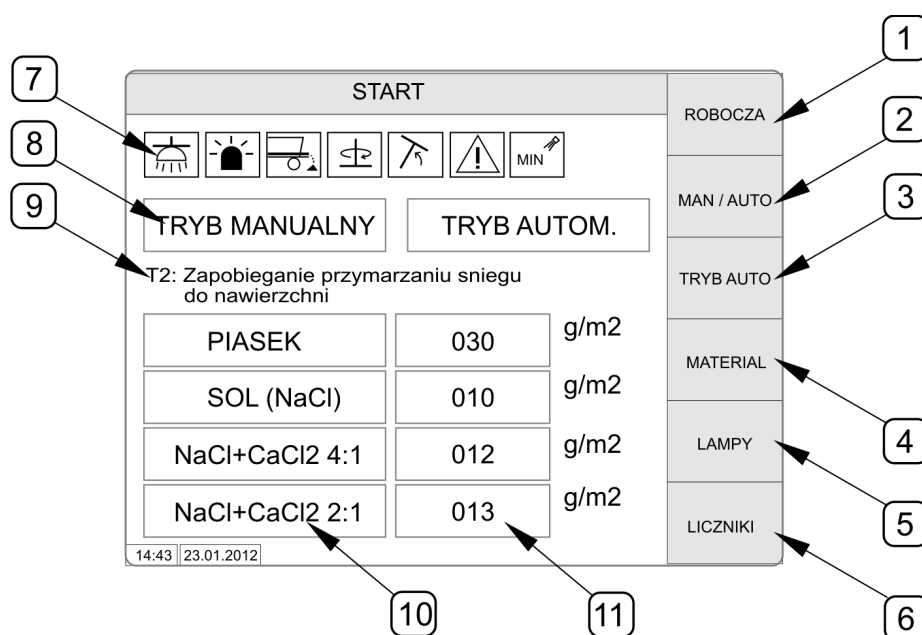 1
START
ROBOCZA
7
2
8
MIN
MAN / AUTO
3
9
TRYB MANUALNY
TRYB AUTOM.
T2: Zapobieganie przymarzaniu sniegu
do nawierzchni
TRYB AUTO
PIASEK
030
g/m2
MATERIAL
SOL (NaCl)
010
g/m2
4
NaCl+CaCl2 4:1
012
g/m2
LAMPY
NaCl+CaCl2 2:1
013
g/m2
5
LICZNIKI
14:43
23.01.2012
10
11
6